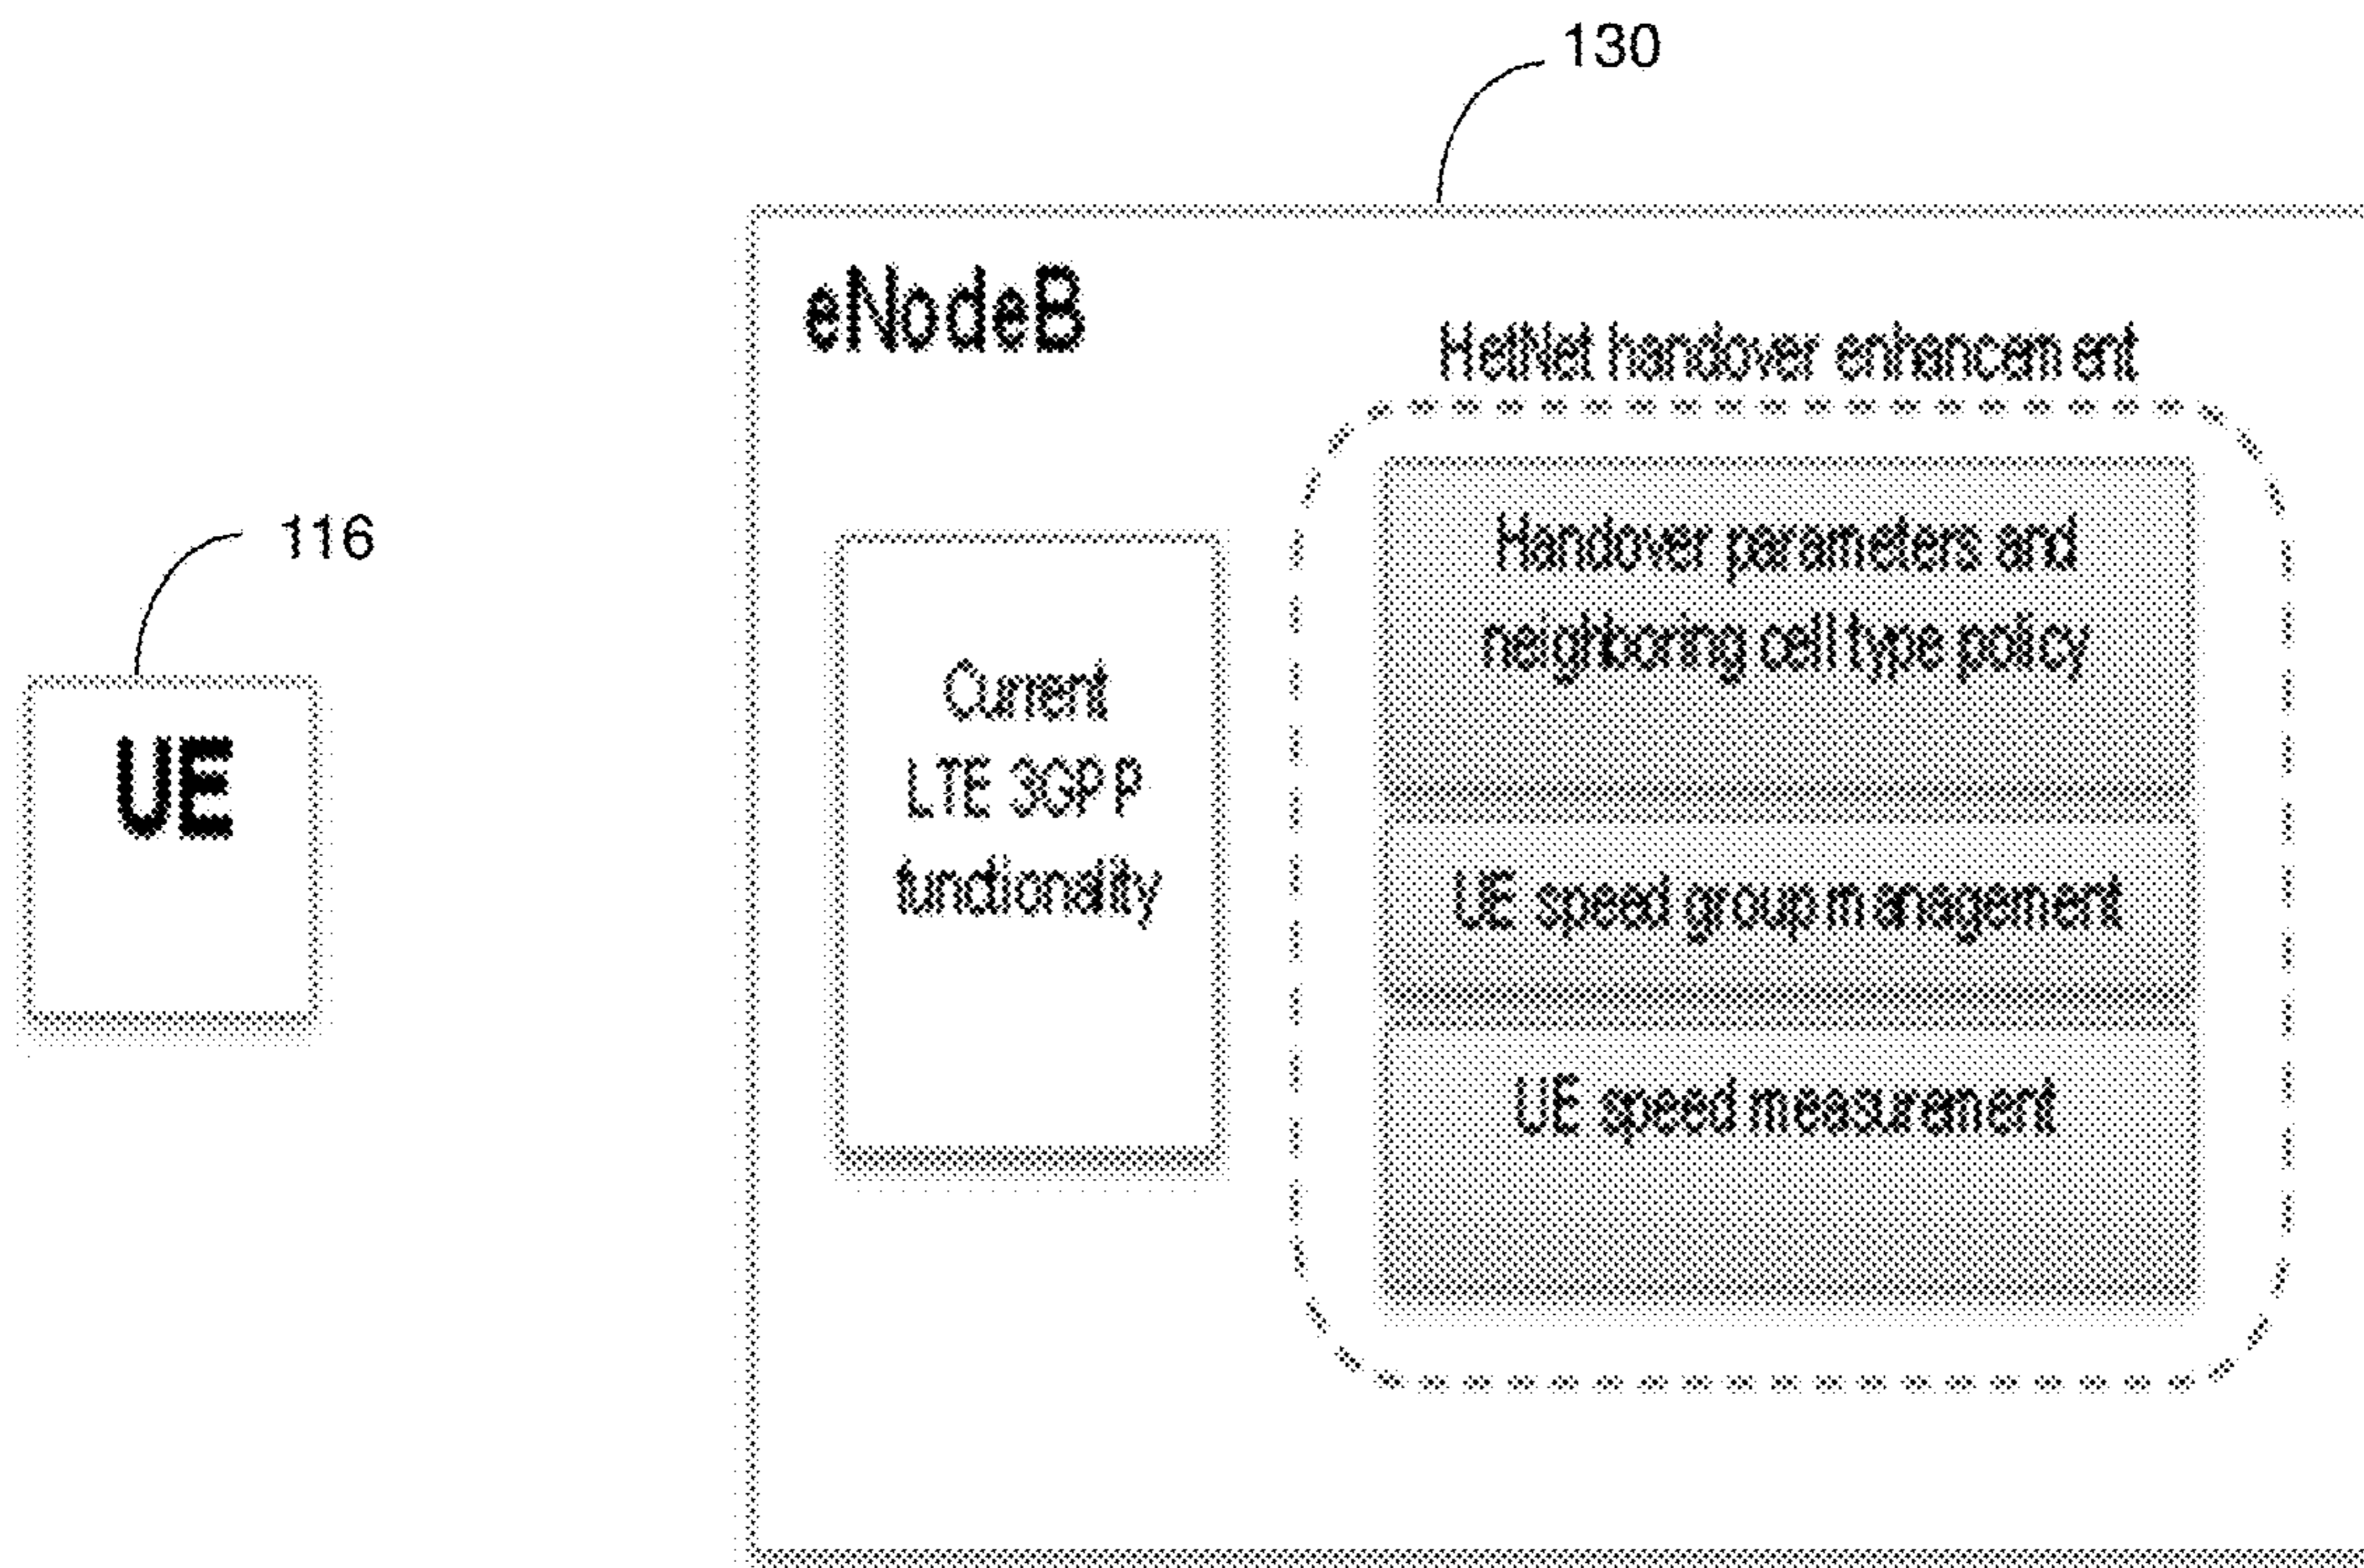 130
eNodeB
HetNet handover enhancement
116
Handover parameters and
neighboring cell type policy
UE
Current
LTE 3GPP
functionality
UE speed group management
UE speed measurement